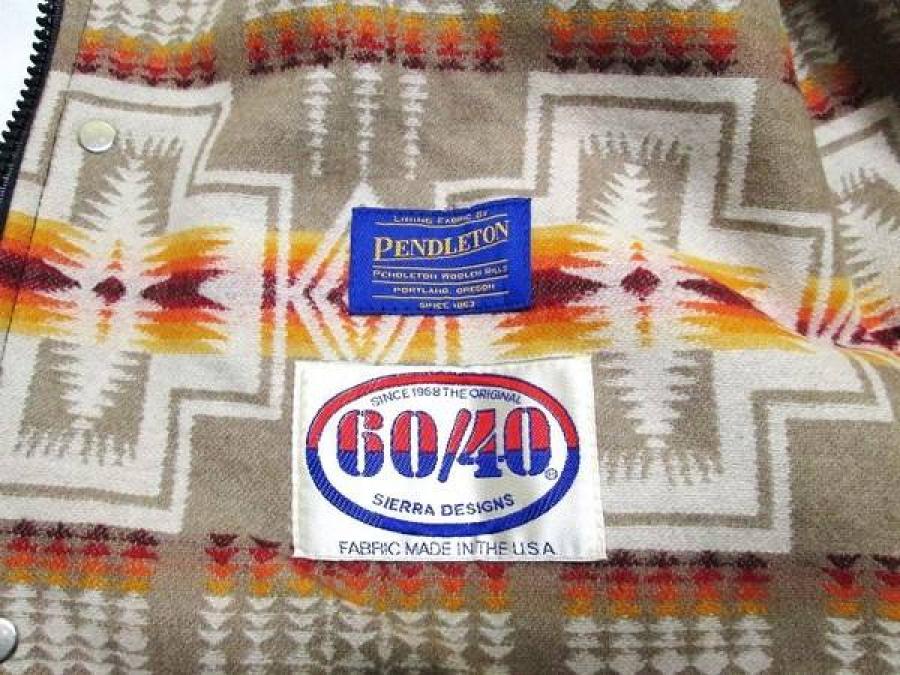 LINING FABRIC BY
PENDLETON
PENDLETON WOOLEN MILLS
PORTLAND, OREGON
SINCE 1863
SINCE 1968 THE ORIGINAL
60/40
®
SIERRA DESIGNS
FABRIC MADE IN THE U.S.A